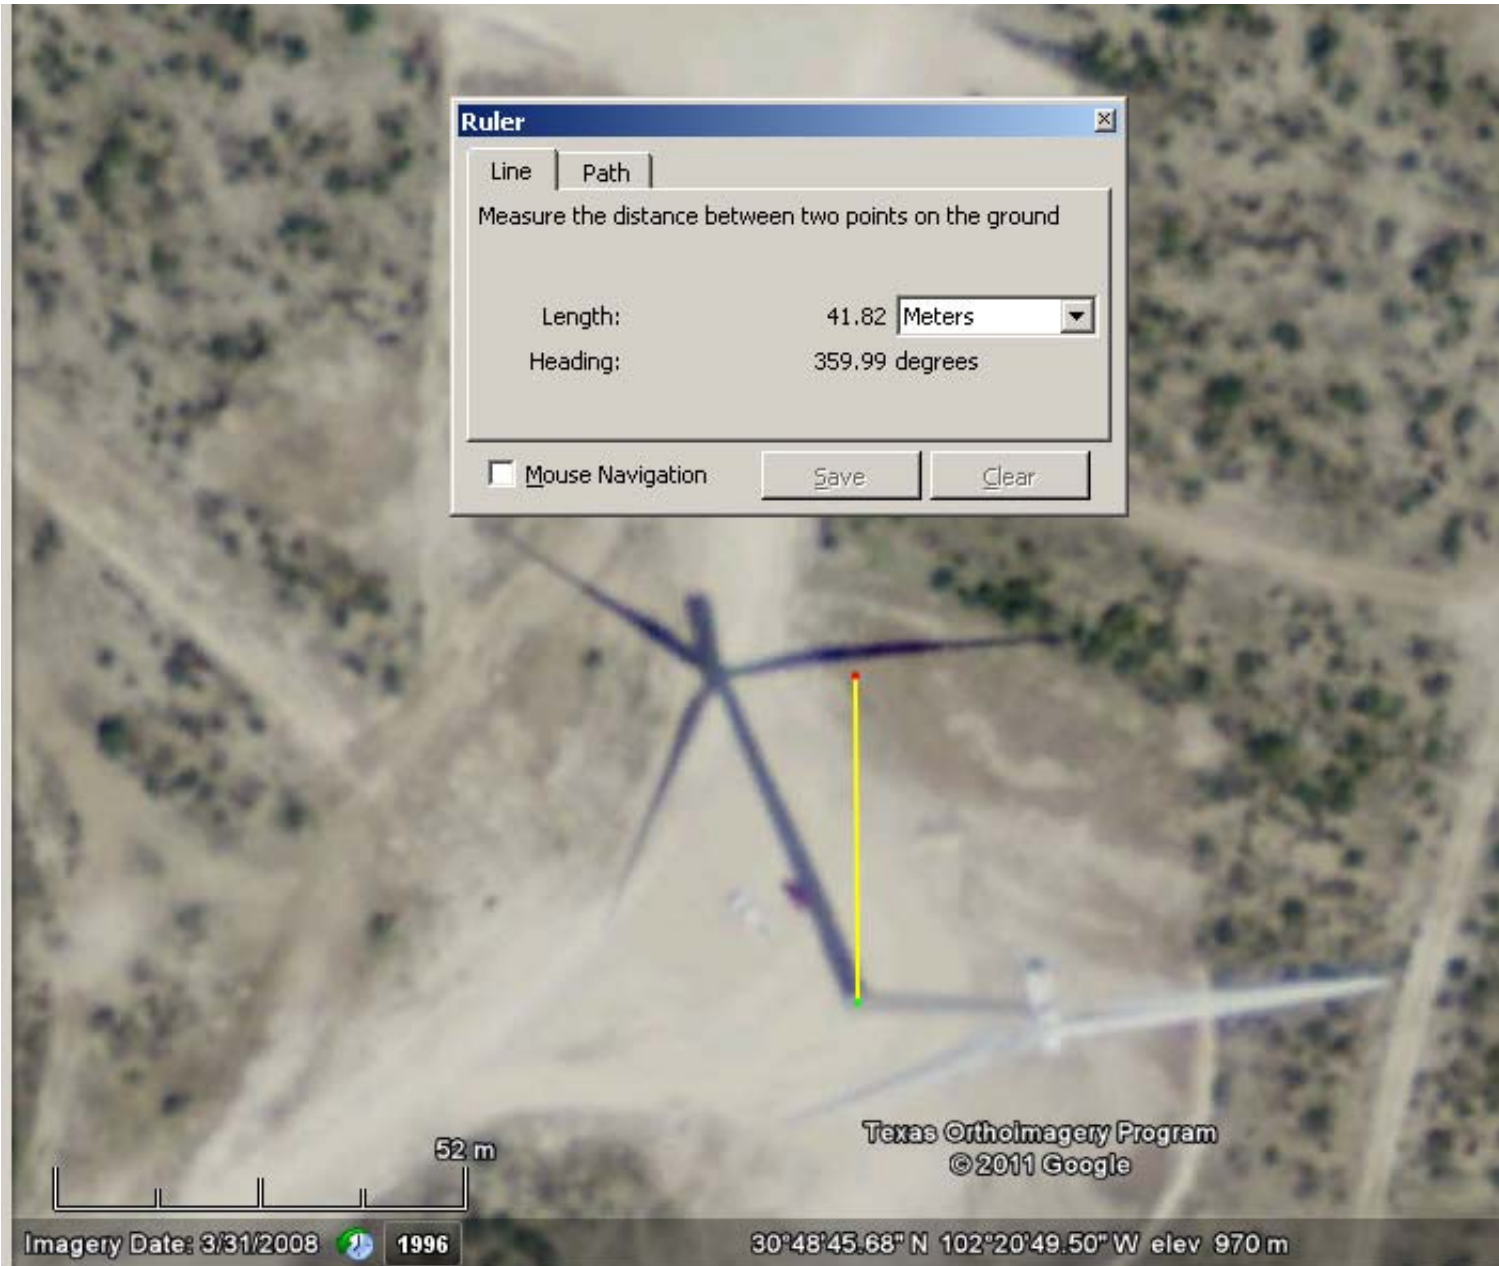 Ruler
Line Path
Measure the distance between two points on the ground
Length: 41.82 Meters
Heading: 359.99 degrees
Mouse Navigation Save Clear
52 m
Texas OrthoImagery Program
© 2011 Google
Imagery Date: 3/31/2008 1996 30°48'45.68" N 102°20'49.50" W elev 970 m